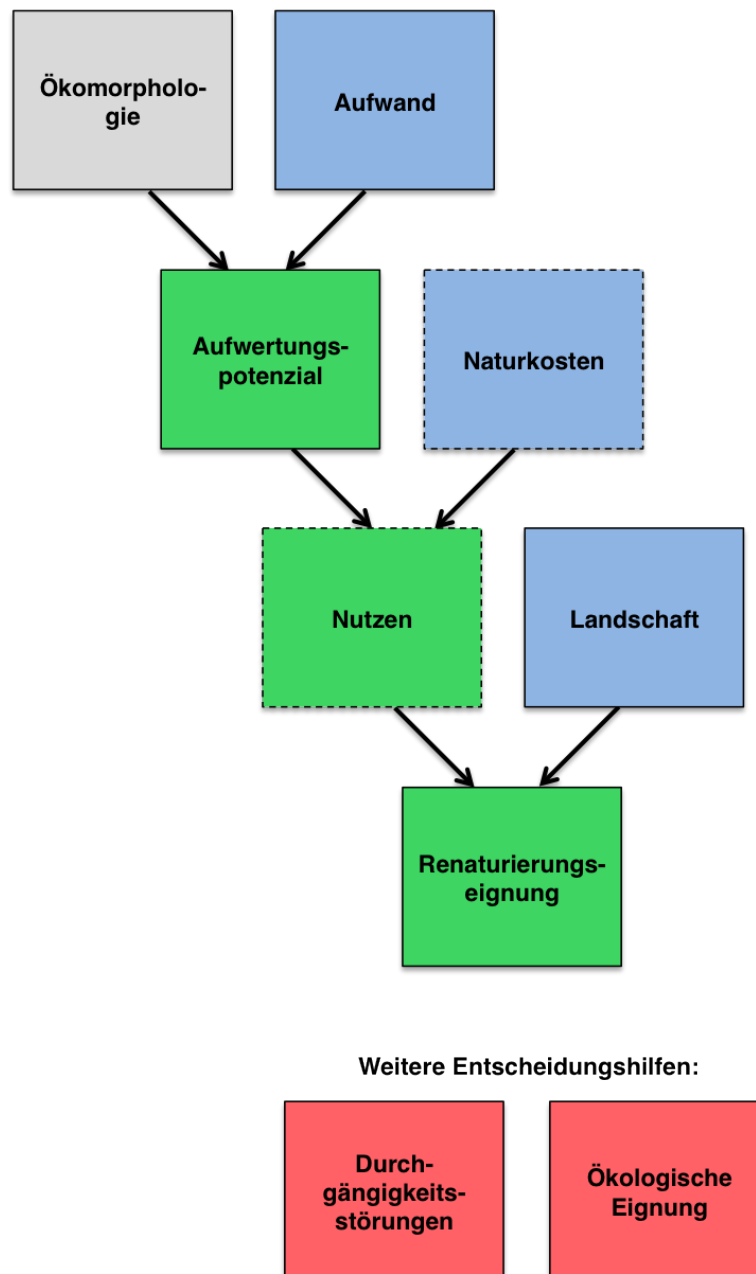 Ökomorpholo-
gie
Aufwand
Aufwertungs-
potenzial
Naturkosten
Nutzen
Landschaft
Renaturierungs-
eignung
Weitere Entscheidungshilfen:
Durch-
gängigkeits-
störungen
Ökologische
Eignung